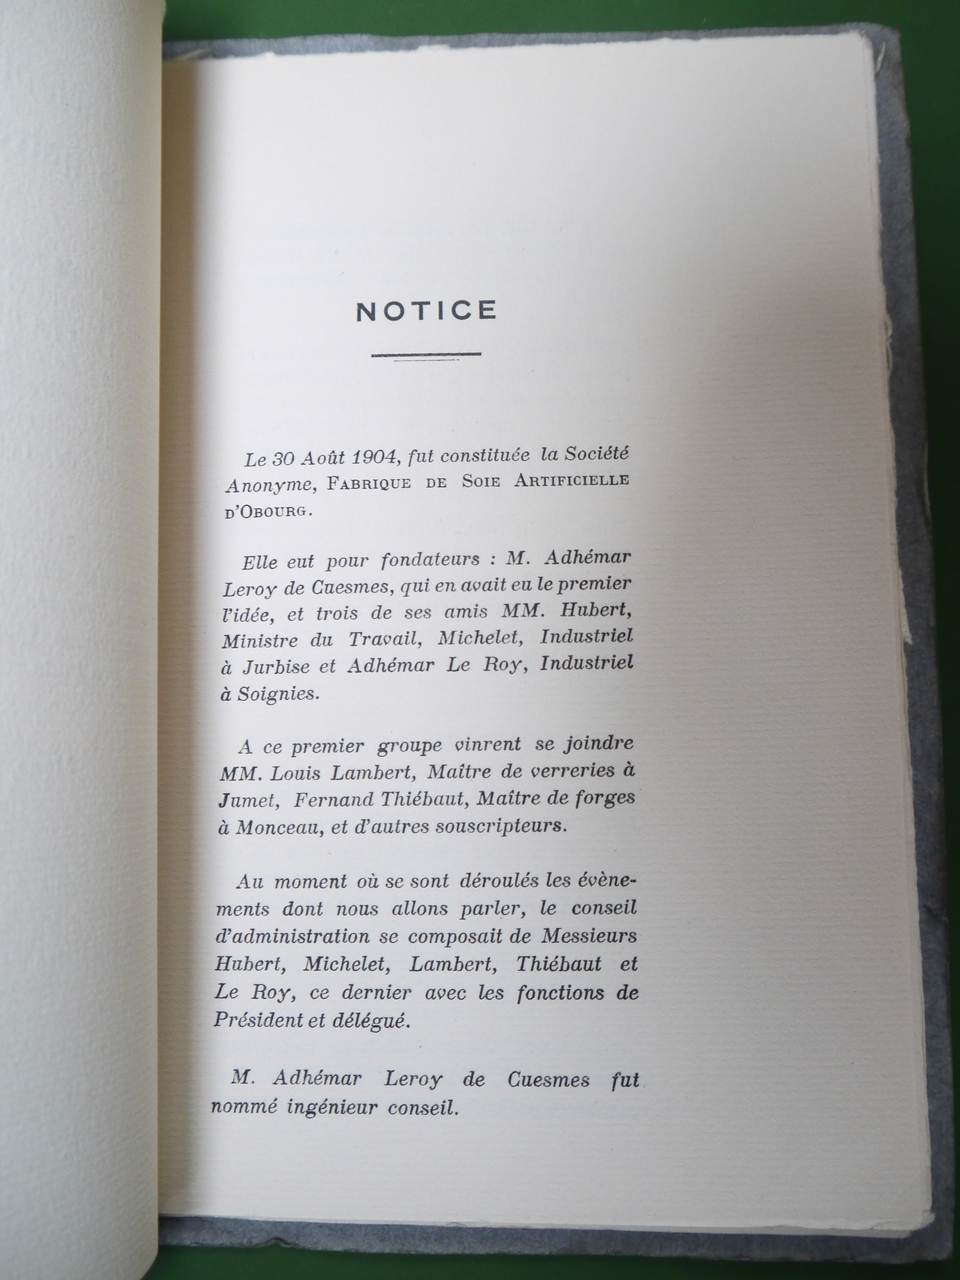 NOTICE
Le 30 Août 1904, fut constituée la Société
Anonyme, FABRIQUE DE SOIE ARTIFICIELLE
D'OBOURG.
Elle eut pour fondateurs : M. Adhémar
Leroy de Cuesmes, qui en avait eu le premier
l'idée, et trois de ses amis MM. Hubert,
Ministre du Travail, Michelet, Industriel
à Jurbise et Adhémar Le Roy, Industriel
à Soignies.
A ce premier groupe vinrent se joindre
MM. Louis Lambert, Maître de verreries à
Jumet, Fernand Thiébaut, Maître de forges
à Monceau, et d'autres souscripteurs.
Au moment où se sont déroulés les évène-
ments dont nous allons parler, le conseil
d'administration se composait de Messieurs
Hubert, Michelet, Lambert, Thiébaut et
Le Roy, ce dernier avec les fonctions de
Président et délégué.
M. Adhémar Leroy de Cuesmes fut
nommé ingénieur conseil.